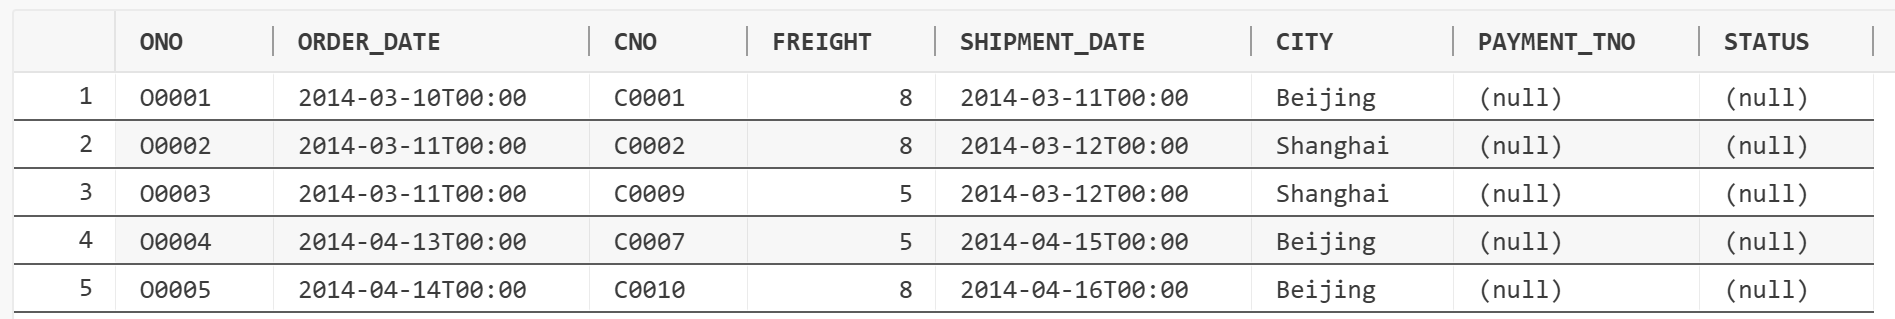 ONO ORDER_DATE CNO FREIGHT SHIPMENT_DATE CITY PAYMENT_TNO STATUS
1 O0001 2014-03-10T00:00 C0001 8 2014-03-11T00:00 Beijing (null) (null)
2 O0002 2014-03-11T00:00 C0002 8 2014-03-12T00:00 Shanghai (null) (null)
3 O0003 2014-03-11T00:00 C0009 5 2014-03-12T00:00 Shanghai (null) (null)
4 O0004 2014-04-13T00:00 C0007 5 2014-04-15T00:00 Beijing (null) (null)
5 O0005 2014-04-14T00:00 C0010 8 2014-04-16T00:00 Beijing (null) (null)